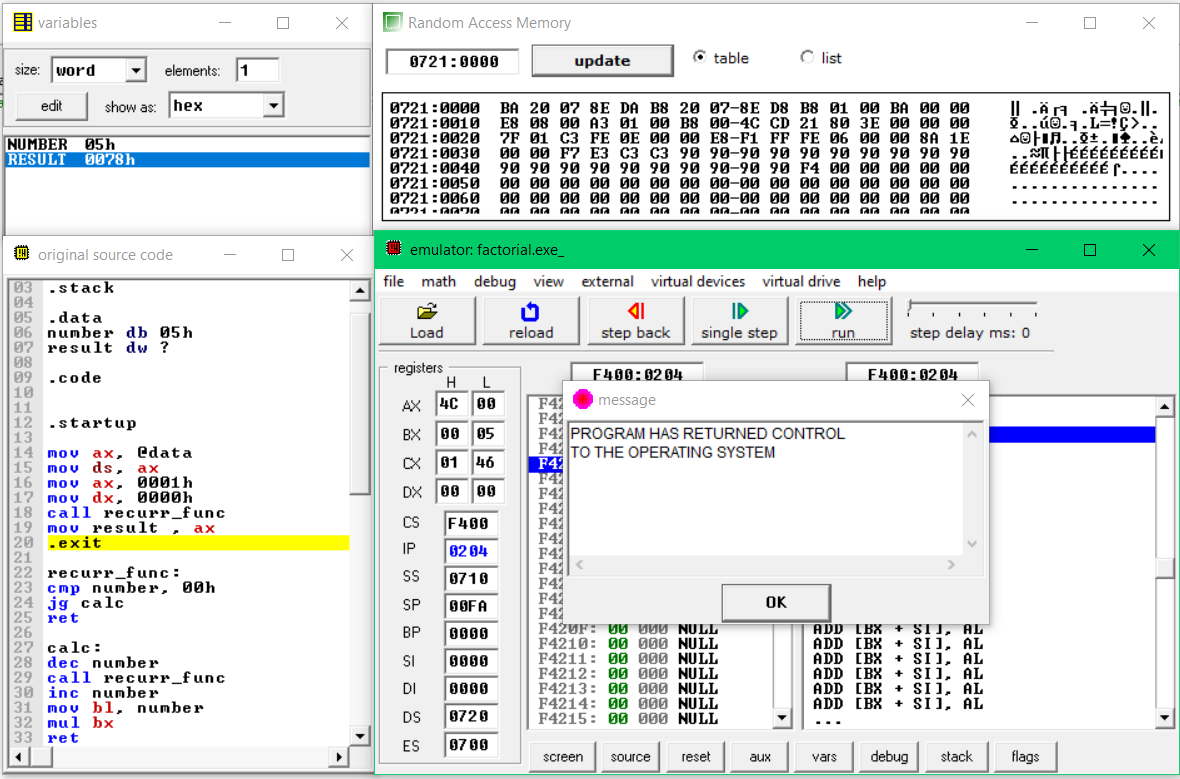 variables
size: word elements: 1
edit show as: hex
NUMBER 05h
RESULT 0078h
Random Access Memory
0721:0000 update table list
0721:0000 BA 20 07 8E DA B8 20 07-8E D8 B8 01 00 BA 00 00
0721:0010 E8 08 00 A3 01 00 B8 00-4C CD 21 80 3E 00 00 00
0721:0020 7F 01 C3 FE 0E 00 00 E8-F1 FF FE 06 00 00 8A 1E
0721:0030 00 00 F7 E3 C3 C3 90 90-90 90 90 90 90 90 90 90
0721:0040 90 90 90 90 90 90 90 90-90 90 F4 00 00 00 00 00
0721:0050 00 00 00 00 00 00 00 00-00 00 00 00 00 00 00 00
0721:0060 00 00 00 00 00 00 00 00-00 00 00 00 00 00 00 00
0721:0070 00 00 00 00 00 00 00 00-00 00 00 00 00 00 00 00
original source code
03 .stack
04
05 .data
06 number db 05h
07 result dw ?
08
09 .code
10
11
12 .startup
13
14 mov ax, @data
15 mov ds, ax
16 mov ax, 0001h
17 mov dx, 0000h
18 call recurr_func
19 mov result , ax
20 .exit
21
22 recurr_func:
23 cmp number, 00h
24 jg calc
25 ret
26
27 calc:
28 dec number
29 call recurr_func
30 inc number
31 mov bl, number
32 mul bx
33 ret
emulator: factorial.exe_
file math debug view external virtual devices virtual drive help
Load reload step back single step run step delay ms: 0
registers
H L
AX 4C 00
BX 00 05
CX 01 46
DX 00 00
CS F400
IP 0204
SS 0710
SP 00FA
BP 0000
SI 0000
DI 0000
DS 0720
ES 0700
F400:0204 F400:0204
message
PROGRAM HAS RETURNED CONTROL
TO THE OPERATING SYSTEM
OK
F420F: 00 000 NULL ADD [BX + SI], AL
F4210: 00 000 NULL ADD [BX + SI], AL
F4211: 00 000 NULL ADD [BX + SI], AL
F4212: 00 000 NULL ADD [BX + SI], AL
F4213: 00 000 NULL ADD [BX + SI], AL
F4214: 00 000 NULL ADD [BX + SI], AL
F4215: 00 000 NULL ...
screen source reset aux vars debug stack flags